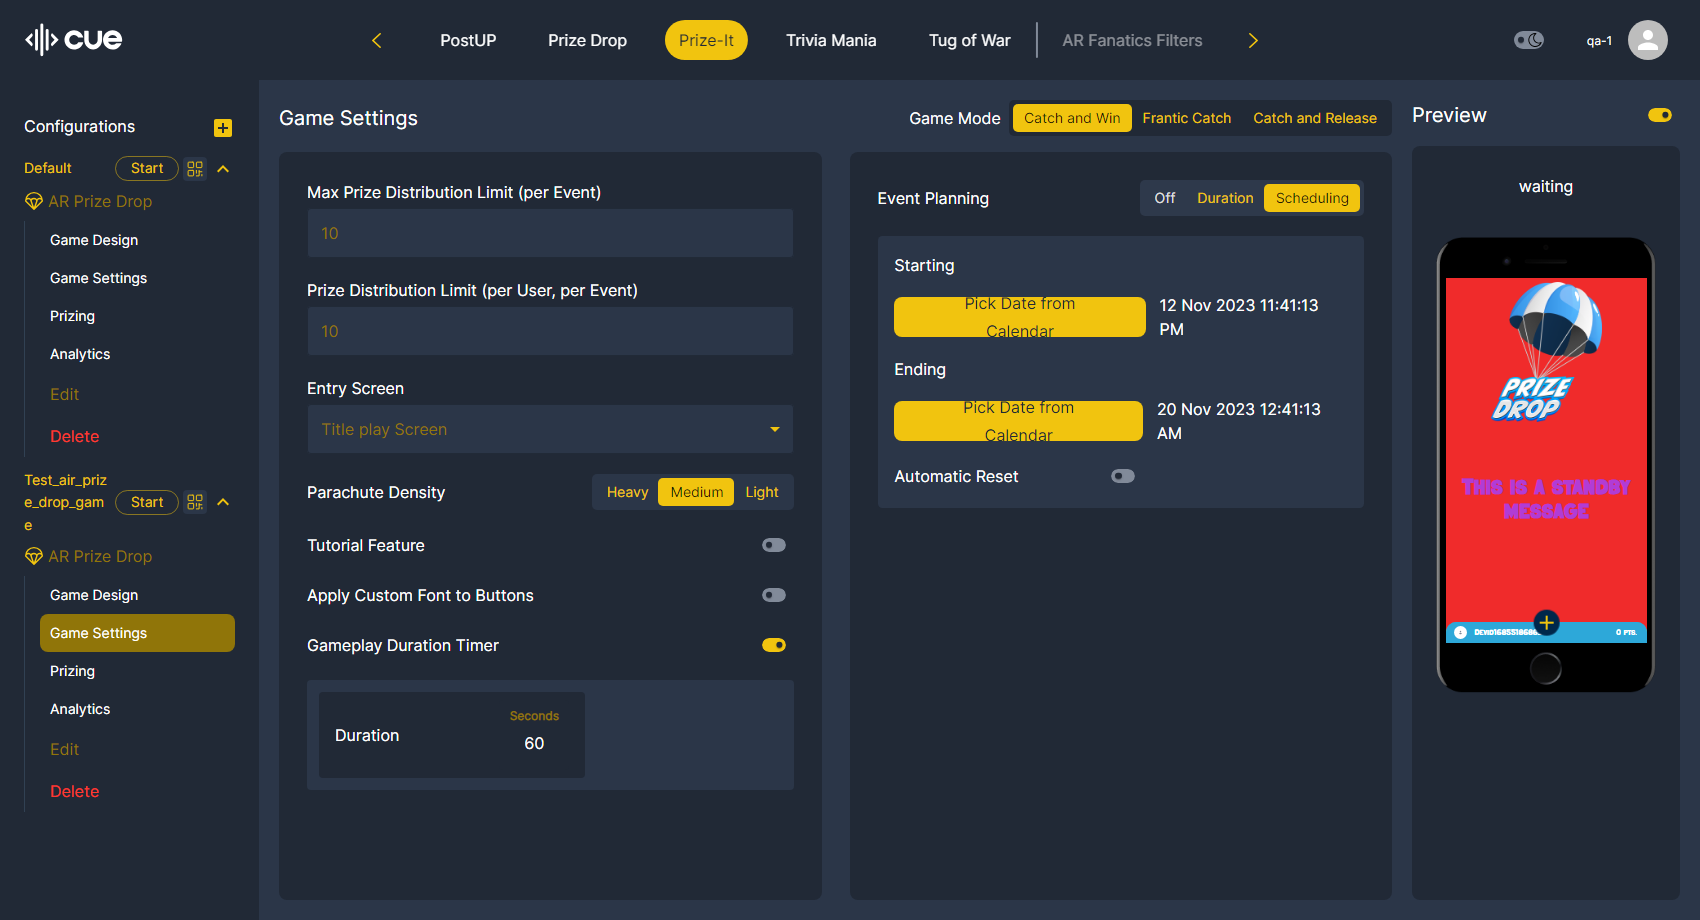 cue
PostUP
Prize Drop
Prize-It
Trivia Mania
Tug of War
AR Fanatics Filters
qa-1
Configurations
Default
Start
AR Prize Drop
Game Design
Game Settings
Prizing
Analytics
Edit
Delete
Test_air_priz
e_drop_gam
e
Start
AR Prize Drop
Game Design
Game Settings
Prizing
Analytics
Edit
Delete
Game Settings
Game Mode
Catch and Win
Frantic Catch
Catch and Release
Max Prize Distribution Limit (per Event)
10
Prize Distribution Limit (per User, per Event)
10
Entry Screen
Title play Screen
Parachute Density
Heavy
Medium
Light
Tutorial Feature
Apply Custom Font to Buttons
Gameplay Duration Timer
Duration
Seconds
60
Event Planning
Off
Duration
Scheduling
Starting
Pick Date from
Calendar
12 Nov 2023 11:41:13
PM
Ending
Pick Date from
Calendar
20 Nov 2023 12:41:13
AM
Automatic Reset
Preview
waiting
PRIZE
DROP
THIS IS A STANDBY
MESSAGE
0 PTS.